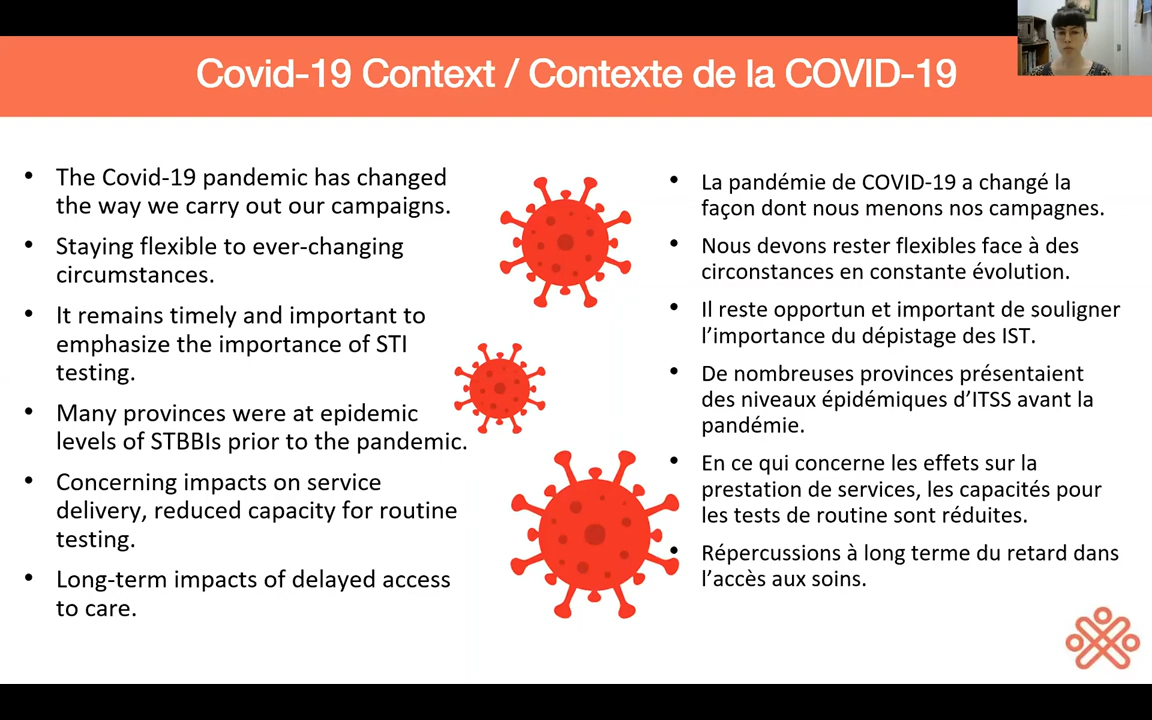 Covid-19 Context / Contexte de la COVID-19
• The Covid-19 pandemic has changed
the way we carry out our campaigns.
• Staying flexible to ever-changing
circumstances.
• It remains timely and important to
emphasize the importance of STI
testing.
• Many provinces were at epidemic
levels of STBBIs prior to the pandemic.
• Concerning impacts on service
delivery, reduced capacity for routine
testing.
• Long-term impacts of delayed access
to care.
• La pandémie de COVID-19 a changé la
façon dont nous menons nos campagnes.
• Nous devons rester flexibles face à des
circonstances en constante évolution.
• Il reste opportun et important de souligner
l’importance du dépistage des IST.
• De nombreuses provinces présentaient
des niveaux épidémiques d’ITSS avant la
pandémie.
• En ce qui concerne les effets sur la
prestation de services, les capacités pour
les tests de routine sont réduites.
• Répercussions à long terme du retard dans
l’accès aux soins.